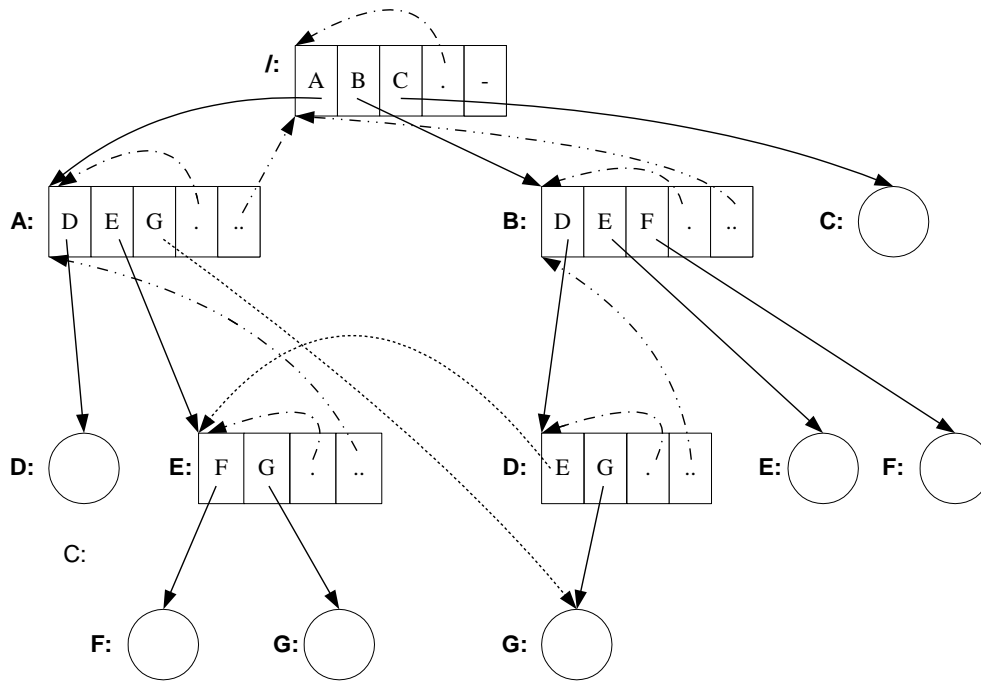 /: A B C . -
A: D E G . ..
B: D E F . ..
C:
D:
E: F G . ..
D: E G . ..
E:
F:
C:
F:
G:
G: